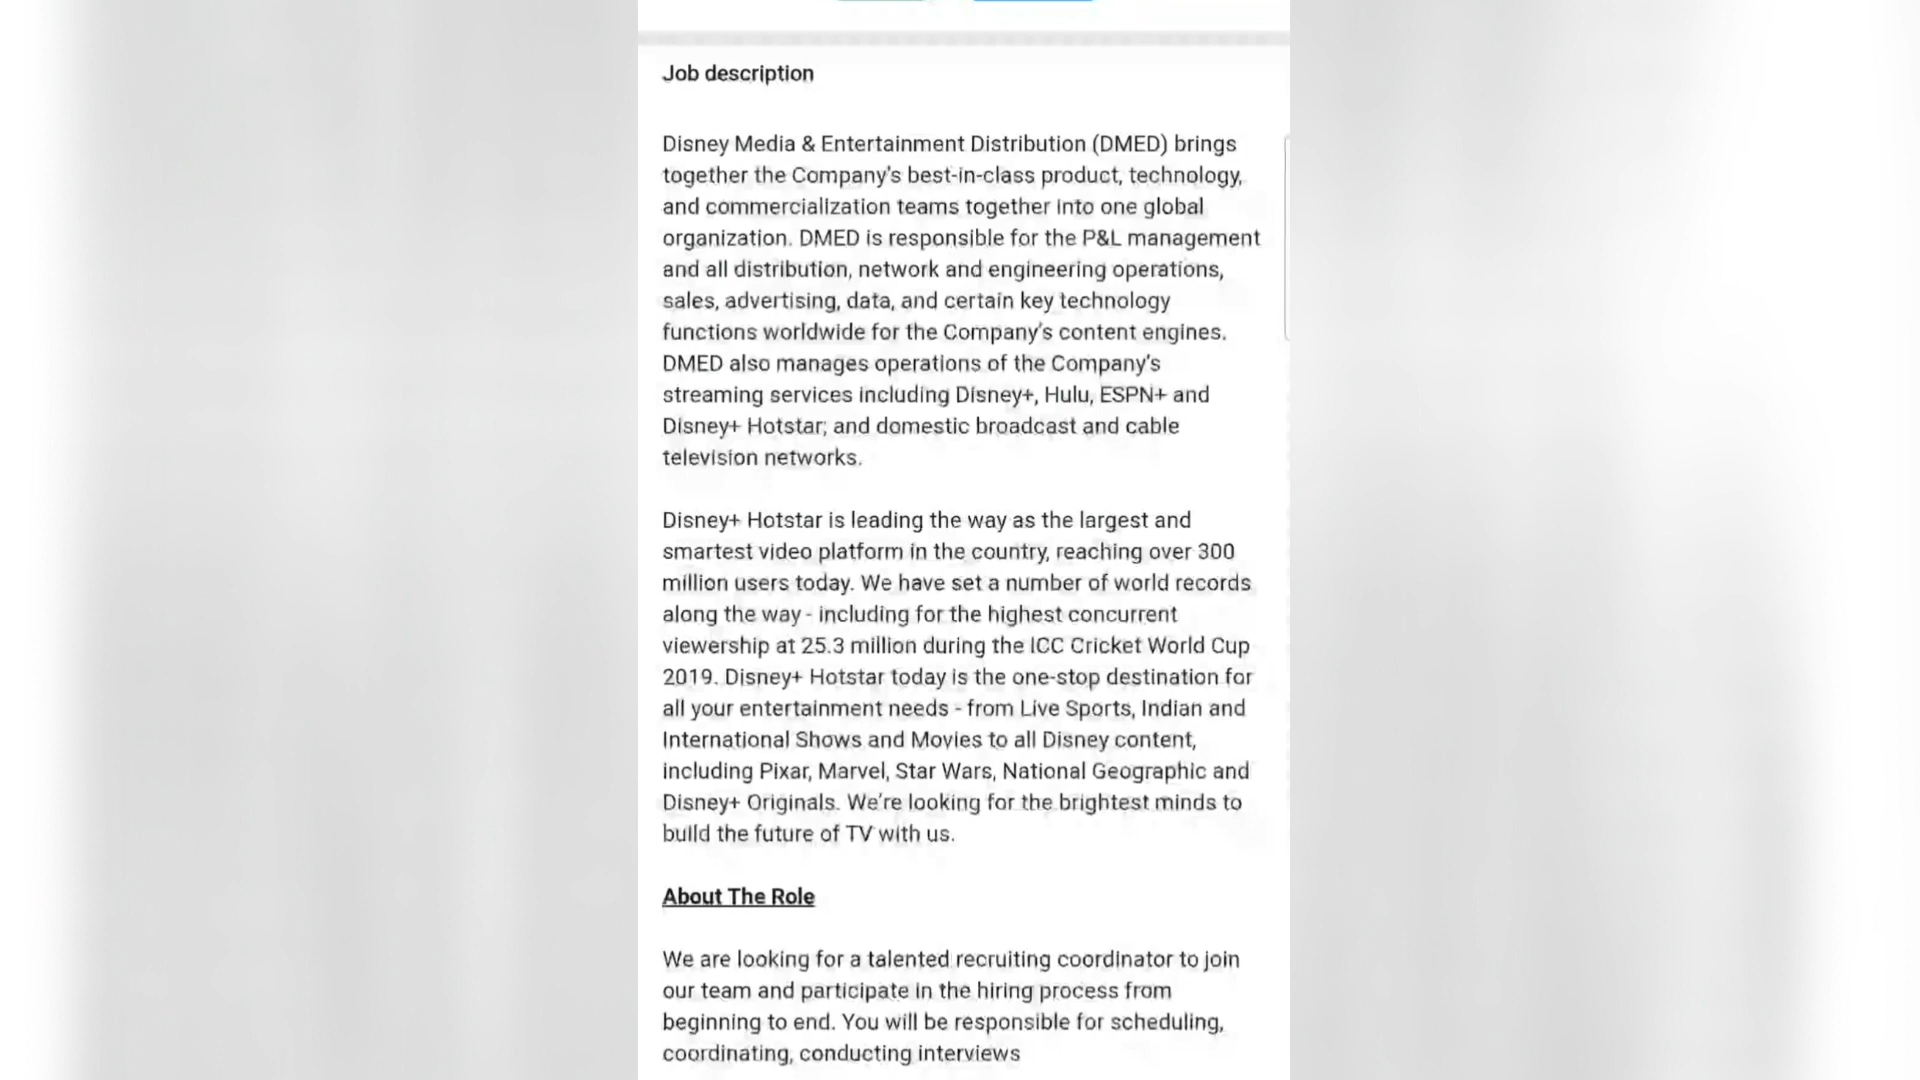 Job description
Disney Media & Entertainment Distribution (DMED) brings
together the Company's best-in-class product, technology,
and commercialization teams together into one global
organization. DMED is responsible for the P&L management
and all distribution, network and engineering operations,
sales, advertising, data, and certain key technology
functions worldwide for the Company's content engines.
DMED also manages operations of the Company's
streaming services including Disney+, Hulu, ESPN+ and
Disney+ Hotstar; and domestic broadcast and cable
television networks.
Disney+ Hotstar is leading the way as the largest and
smartest video platform in the country, reaching over 300
million users today. We have set a number of world records
along the way - including for the highest concurrent
viewership at 25.3 million during the ICC Cricket World Cup
2019. Disney+ Hotstar today is the one-stop destination for
all your entertainment needs - from Live Sports, Indian and
International Shows and Movies to all Disney content,
including Pixar, Marvel, Star Wars, National Geographic and
Disney+ Originals. We're looking for the brightest minds to
build the future of TV with us.
About The Role
We are looking for a talented recruiting coordinator to join
our team and participate in the hiring process from
beginning to end. You will be responsible for scheduling,
coordinating, conducting interviews